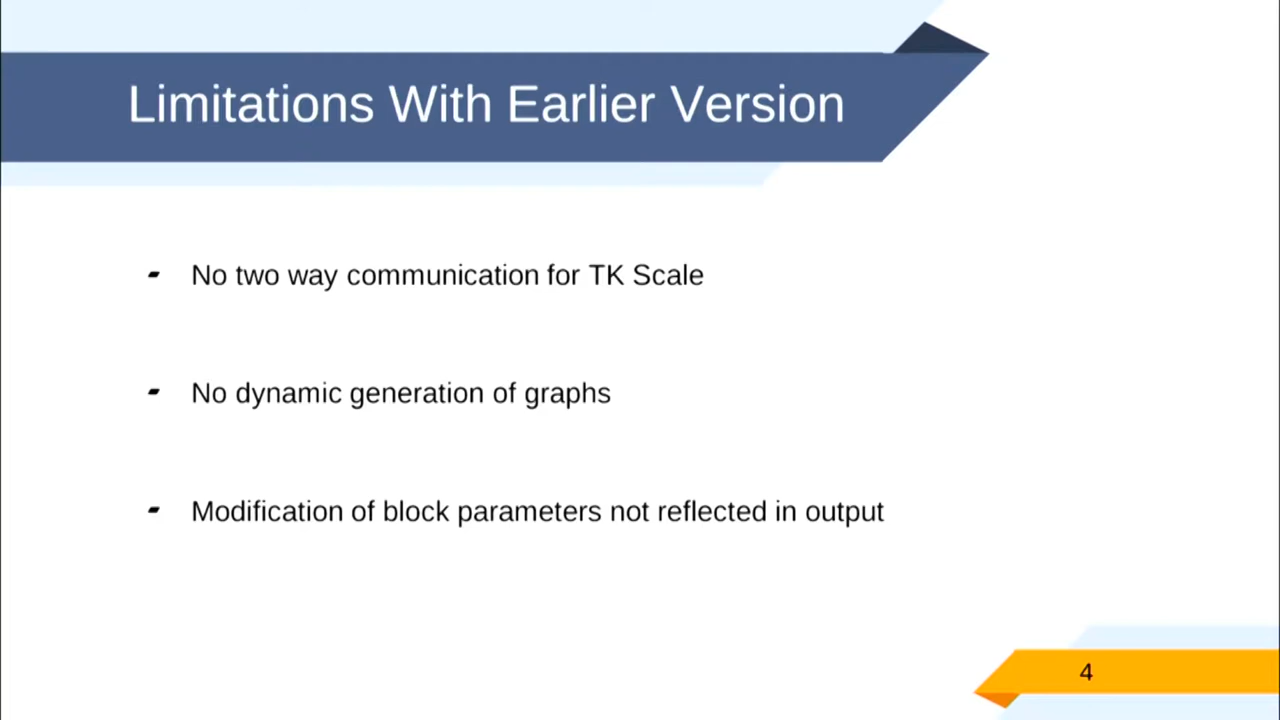 Limitations With Earlier Version
No two way communication for TK Scale
No dynamic generation of graphs
Modification of block parameters not reflected in output
4